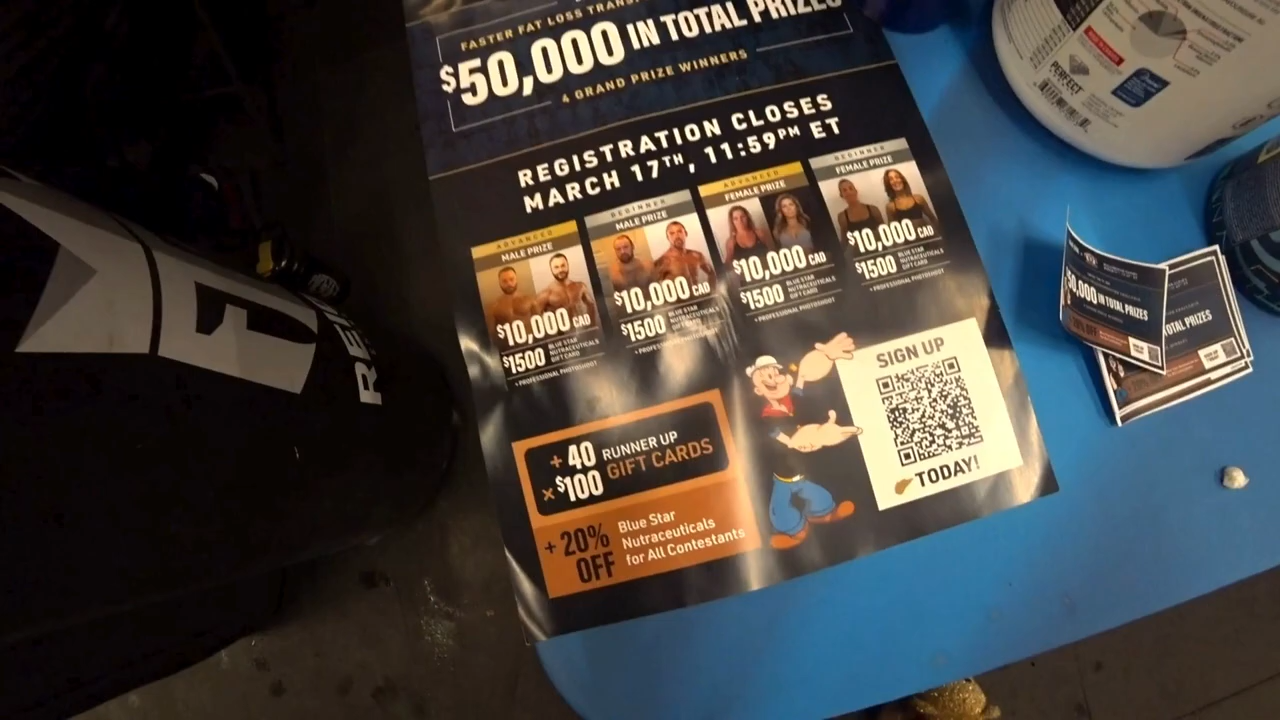 FASTER FAT LOSS
$50,000 IN TOTAL PRIZES
4 GRAND PRIZE WINNERS
REGISTRATION CLOSES
MARCH 17TH, 11:59PM ET
ADVANCED
MALE PRIZE
$10,000 CAD
$1500 BLUE STAR
NUTRACEUTICALS
GIFT CARD
+ PROFESSIONAL PHOTOSHOOT
BEGINNER
MALE PRIZE
$10,000 CAD
$1500 BLUE STAR
NUTRACEUTICALS
GIFT CARD
+ PROFESSIONAL PHOTOSHOOT
ADVANCED
FEMALE PRIZE
$10,000 CAD
$1500 BLUE STAR
NUTRACEUTICALS
GIFT CARD
+ PROFESSIONAL PHOTOSHOOT
BEGINNER
FEMALE PRIZE
$10,000 CAD
$1500 BLUE STAR
NUTRACEUTICALS
GIFT CARD
+ PROFESSIONAL PHOTOSHOOT
+ 40 RUNNER UP
x $100 GIFT CARDS
+ 20% OFF
Blue Star
Nutraceuticals
for All Contestants
SIGN UP
TODAY!
PERFECT
50,000 IN TOTAL PRIZES
20% OFF
TOTAL PRIZES